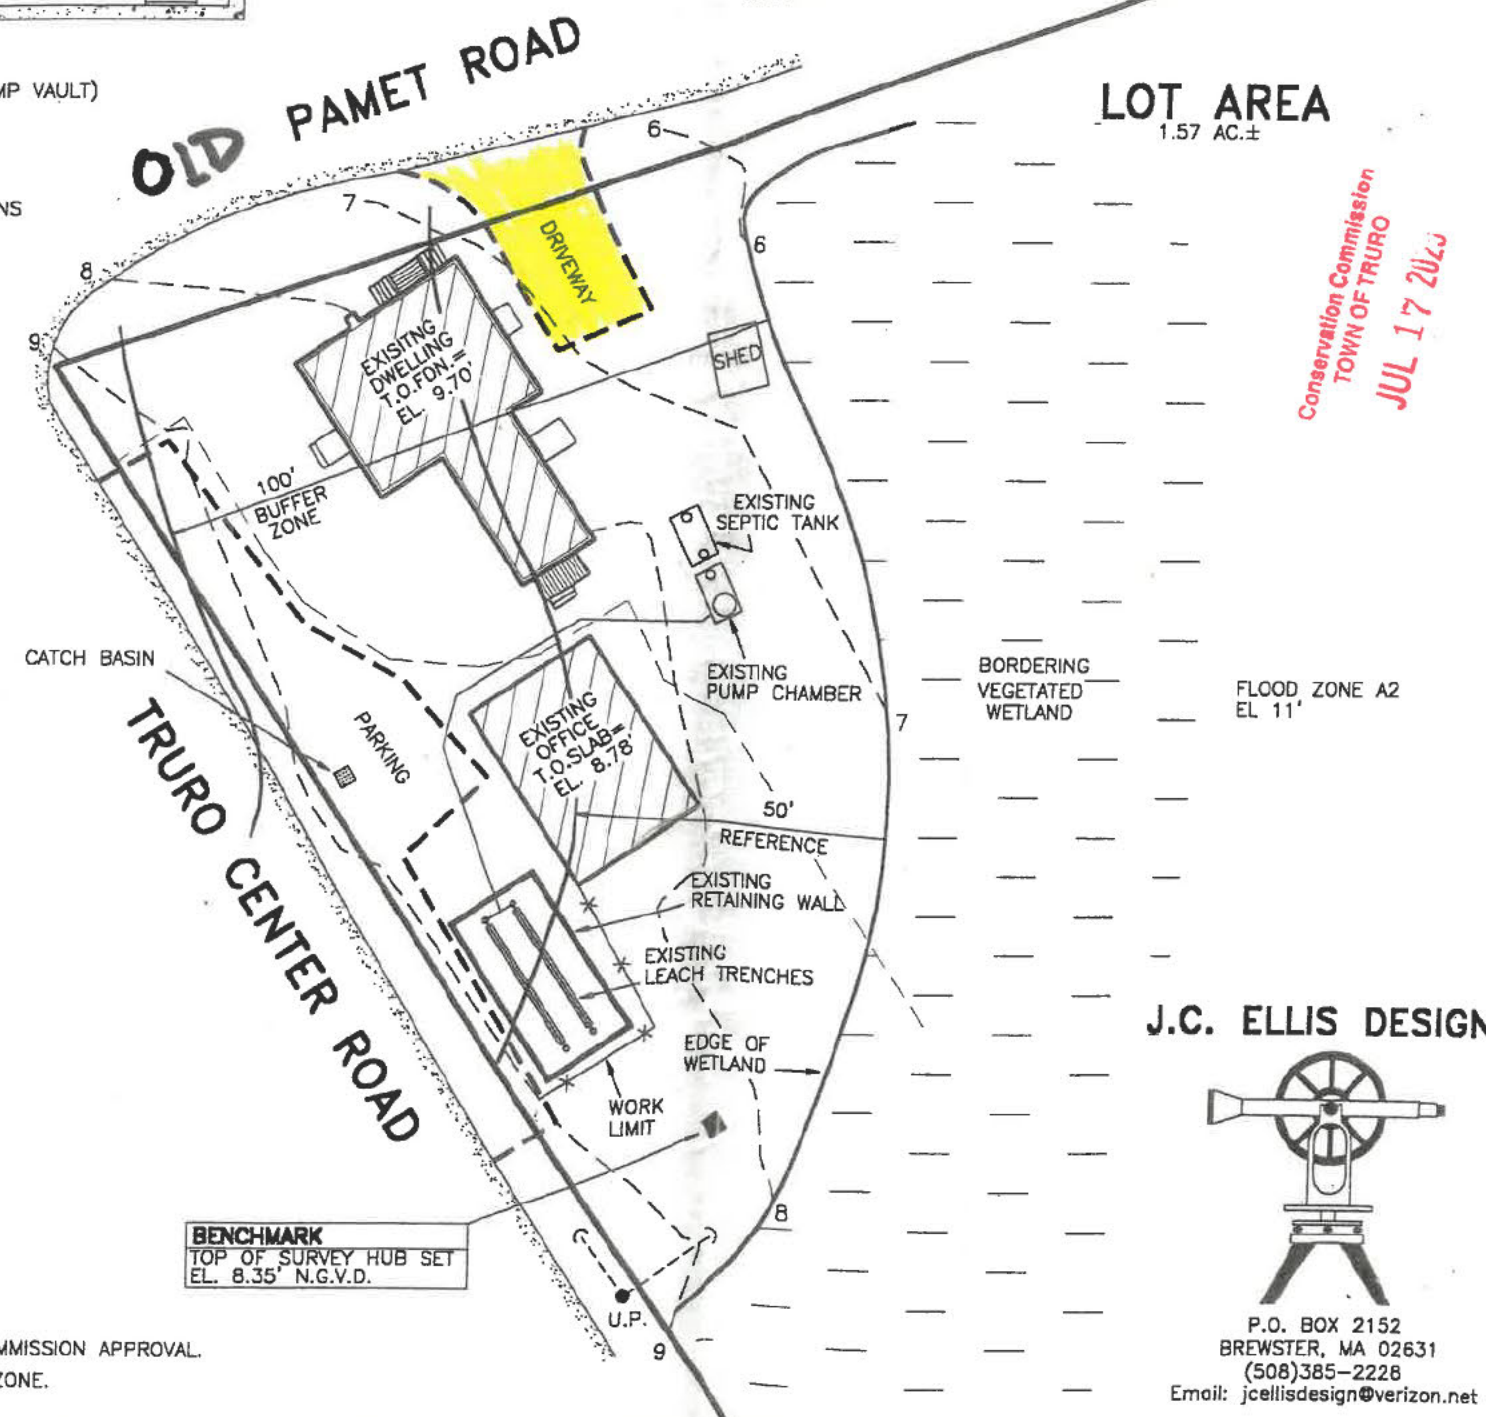 MP VAULT)
NS
OLD PAMET ROAD
LOT AREA
1.57 AC.±
Conservation Commission
TOWN OF TRURO
JUL 17
6
7
8
9
DRIVEWAY
6
EXISITNG
DWELLING
T.O.FDN.=
EL. 9.70'
SHED
100'
BUFFER
ZONE
EXISTING
SEPTIC TANK
CATCH BASIN
EXISTING
PUMP CHAMBER
BORDERING
VEGETATED
WETLAND
FLOOD ZONE A2
EL 11'
PARKING
EXISTING
OFFICE
T.O.SLAB=
EL. 8.78'
7
TRURO CENTER ROAD
50'
REFERENCE
EXISTING
RETAINING WALL
EXISTING
LEACH TRENCHES
EDGE OF
WETLAND
WORK
LIMIT
J.C. ELLIS DESIGN
BENCHMARK
TOP OF SURVEY HUB SET
EL. 8.35' N.G.V.D.
8
U.P.
9
MMISSION APPROVAL.
ZONE.
P.O. BOX 2152
BREWSTER, MA 02631
(508)385-2228
Email: jcellisdesign@verizon.net